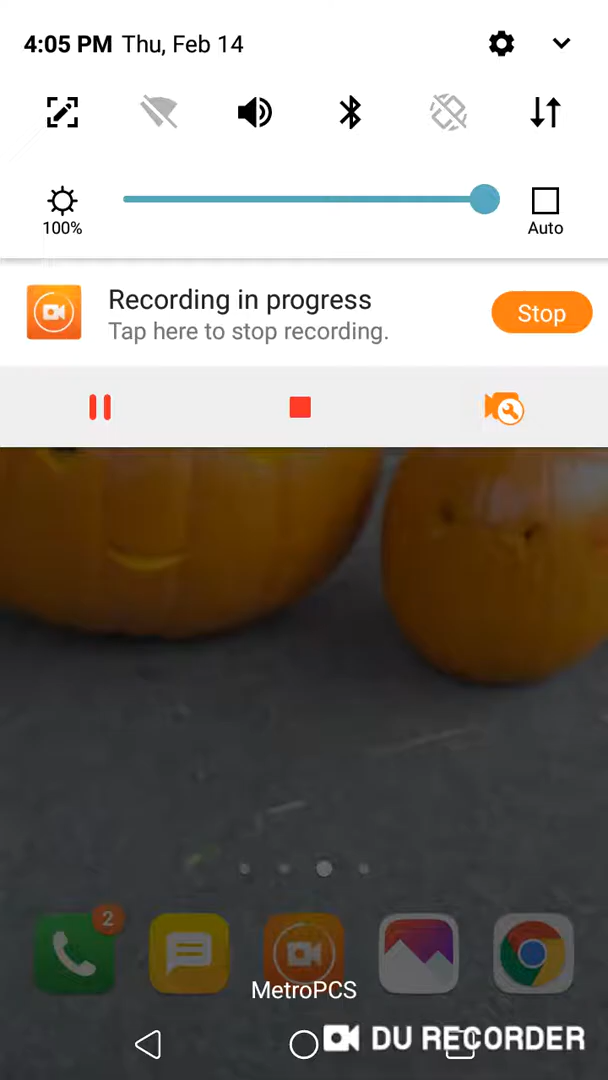 4:05 PM Thu, Feb 14
100%
Auto
Recording in progress
Tap here to stop recording.
Stop
2
MetroPCS
DU RECORDER